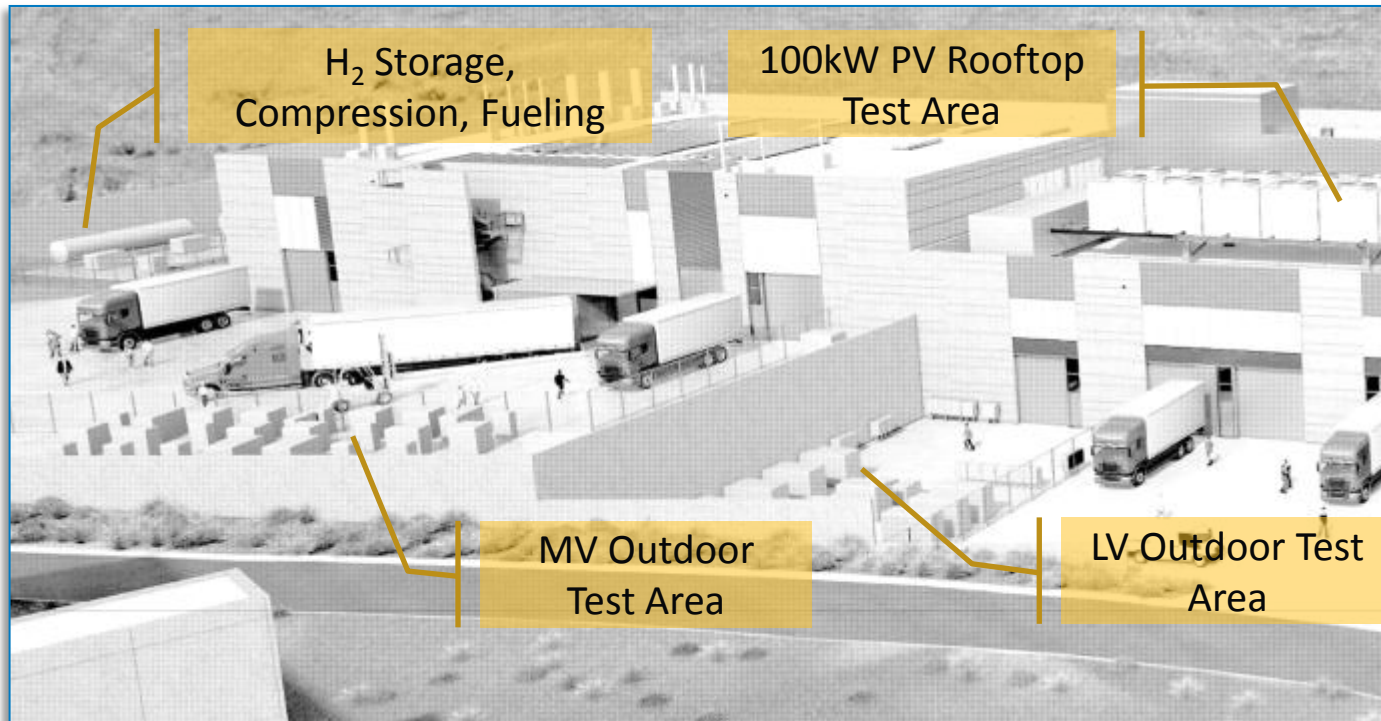 H₂ Storage,
Compression, Fueling
100kW PV Rooftop
Test Area
MV Outdoor
Test Area
LV Outdoor Test
Area